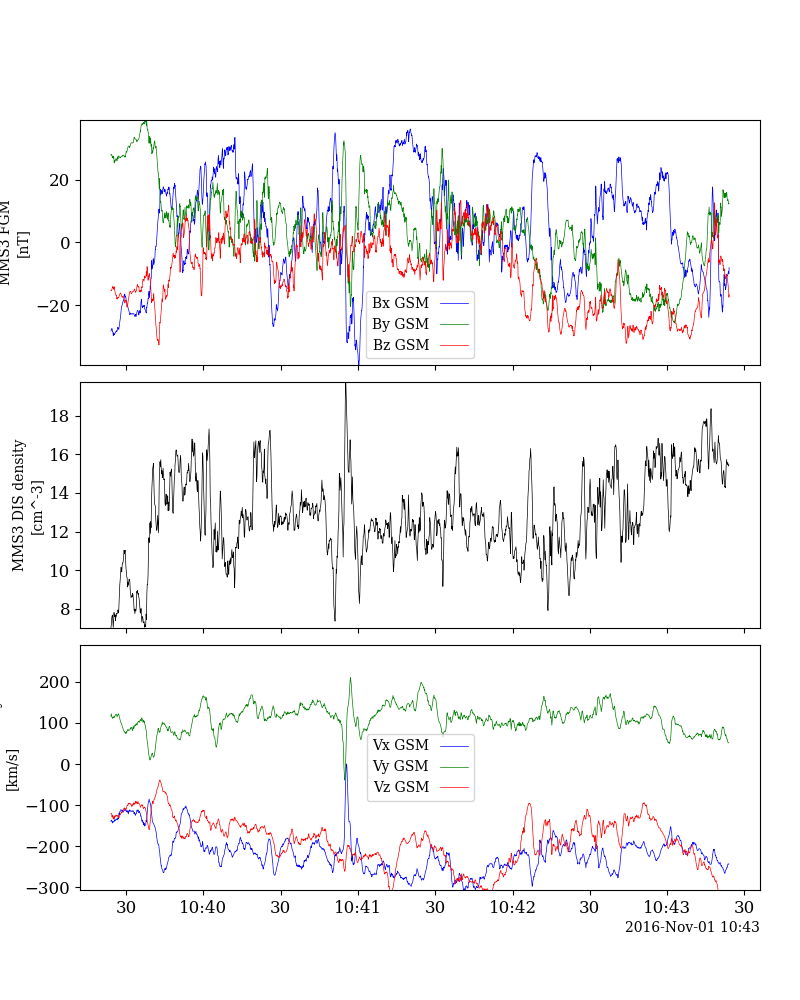 MMS3 FGM
[nT]
20
0
−20
Bx GSM
By GSM
Bz GSM
MMS3 DIS density
[cm^-3]
18
16
14
12
10
8
[km/s]
200
100
0
−100
−200
−300
Vx GSM
Vy GSM
Vz GSM
30 10:40 30 10:41 30 10:42 30 10:43 30
2016-Nov-01 10:43